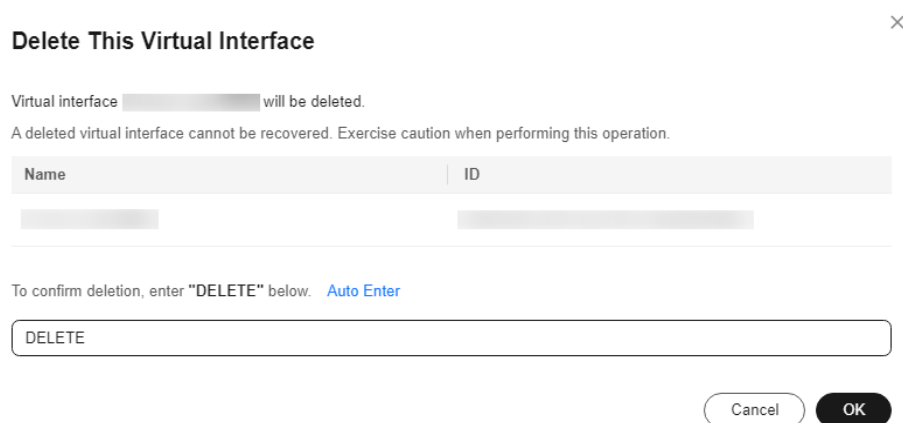 Delete This Virtual Interface
Virtual interface will be deleted.
A deleted virtual interface cannot be recovered. Exercise caution when performing this operation.
Name ID
To confirm deletion, enter "DELETE" below. Auto Enter
DELETE
Cancel OK